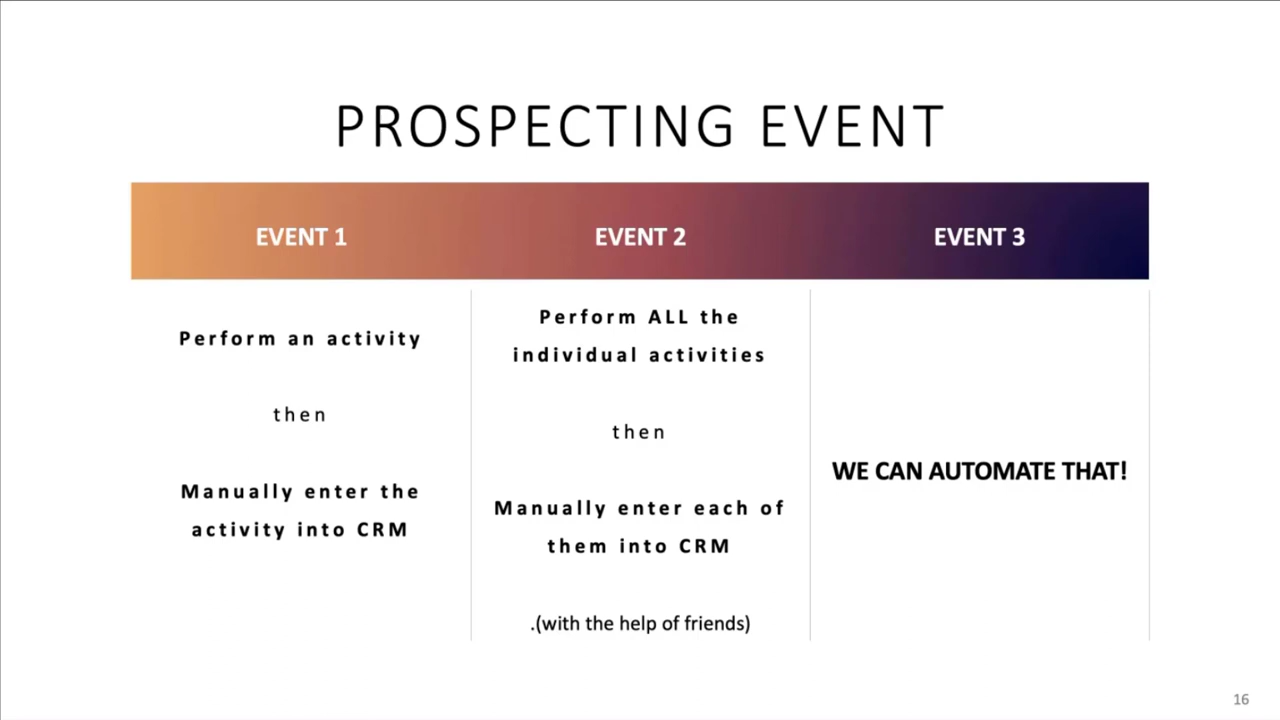 PROSPECTING EVENT
EVENT 1
EVENT 2
EVENT 3
Perform an activity
then
Manually enter the
activity into CRM
Perform ALL the
individual activities
then
Manually enter each of
them into CRM
.(with the help of friends)
WE CAN AUTOMATE THAT!
16